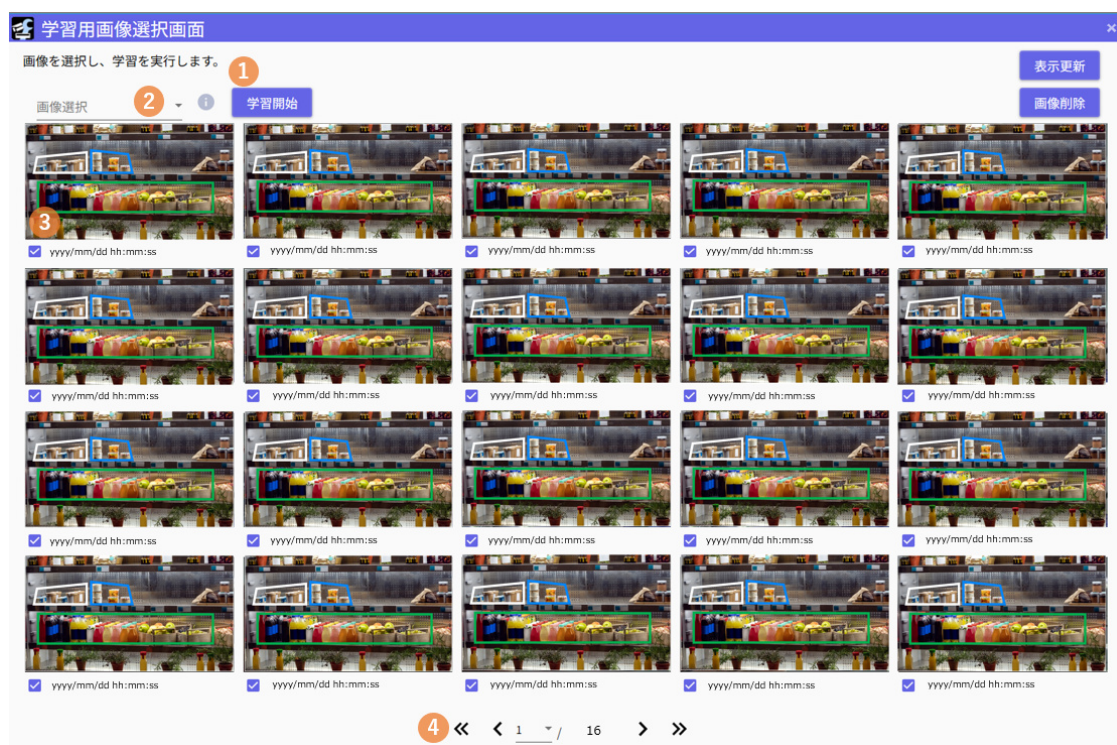 学習用画像選択画面 ×
画像を選択し、学習を実行します。
1
表示更新
画像選択 2 i 学習開始 画像削除
3
yyyy/mm/dd hh:mm:ss yyyy/mm/dd hh:mm:ss yyyy/mm/dd hh:mm:ss yyyy/mm/dd hh:mm:ss yyyy/mm/dd hh:mm:ss
yyyy/mm/dd hh:mm:ss yyyy/mm/dd hh:mm:ss yyyy/mm/dd hh:mm:ss yyyy/mm/dd hh:mm:ss yyyy/mm/dd hh:mm:ss
yyyy/mm/dd hh:mm:ss yyyy/mm/dd hh:mm:ss yyyy/mm/dd hh:mm:ss yyyy/mm/dd hh:mm:ss yyyy/mm/dd hh:mm:ss
yyyy/mm/dd hh:mm:ss yyyy/mm/dd hh:mm:ss yyyy/mm/dd hh:mm:ss yyyy/mm/dd hh:mm:ss yyyy/mm/dd hh:mm:ss
4 « ‹ 1 / 16 › »